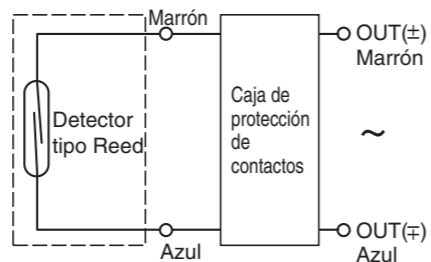 Marrón
OUT(±)
Marrón
Detector
tipo Reed
Caja de
protección
de
contactos
~
Azul
OUT(∓)
Azul